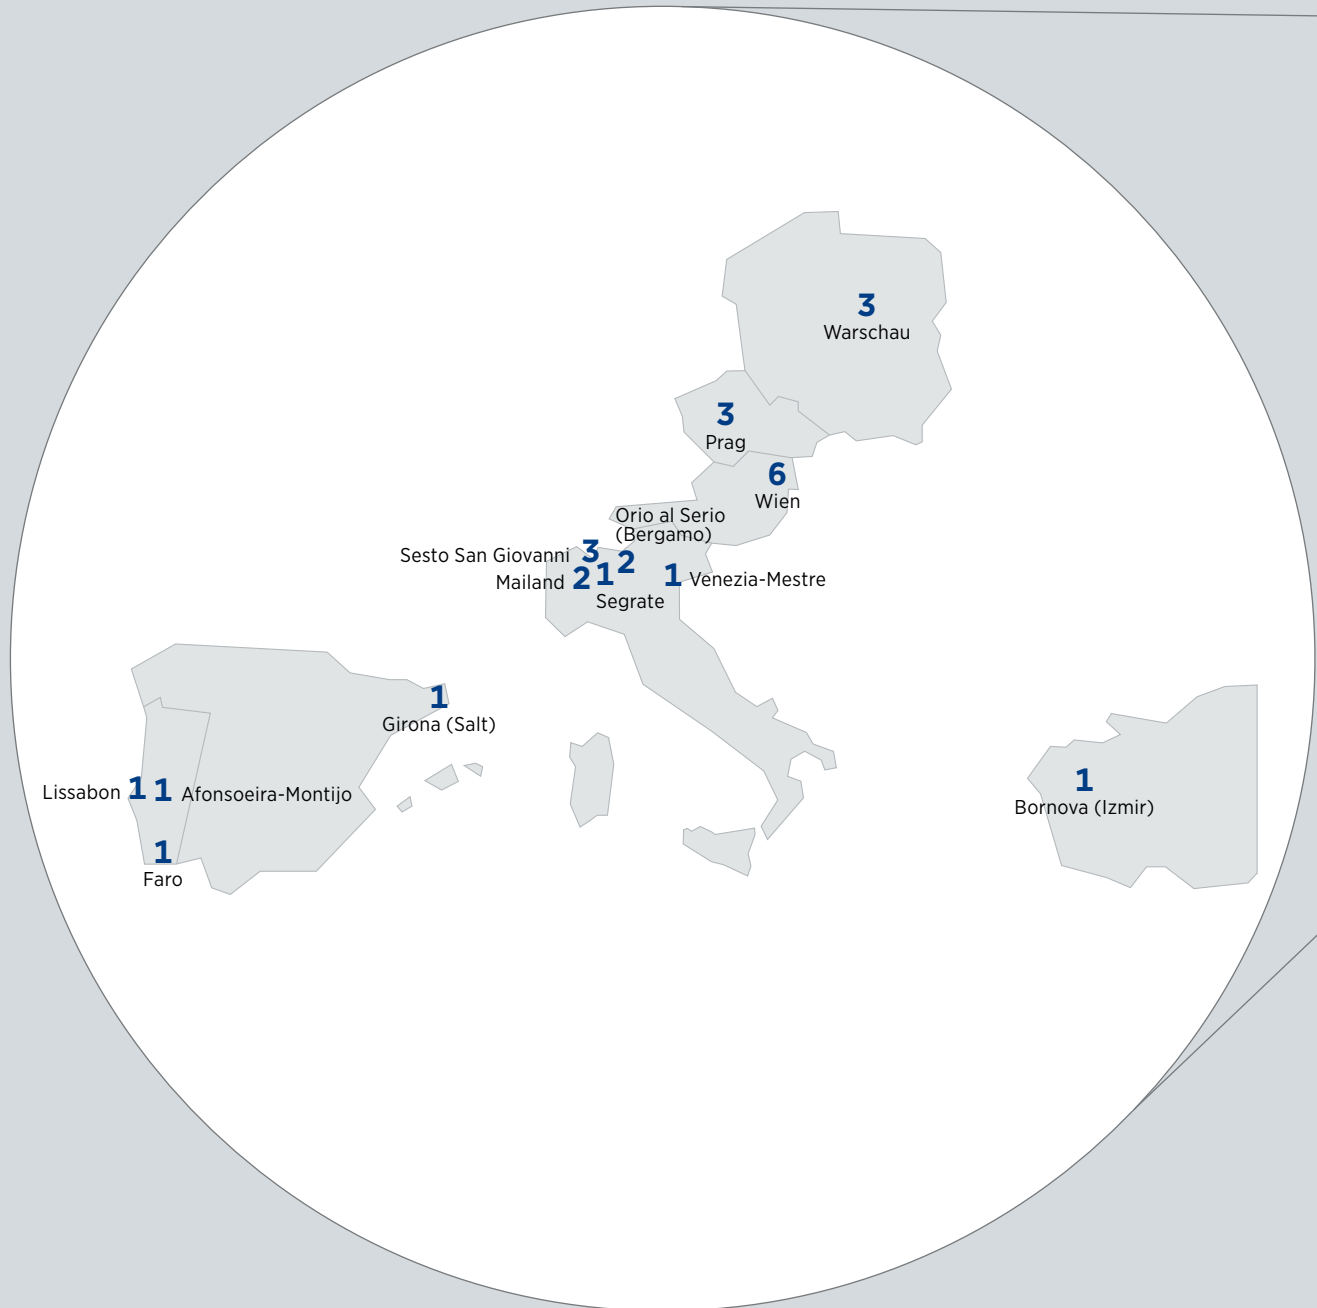 3
Warschau
3
Prag
6
Wien
Orio al Serio
(Bergamo)
2
Sesto San Giovanni 3
Mailand 2
1
Segrate
1 Venezia-Mestre
1
Girona (Salt)
Lissabon 1
1 Afonsoeira-Montijo
1
Faro
1
Bornova (Izmir)